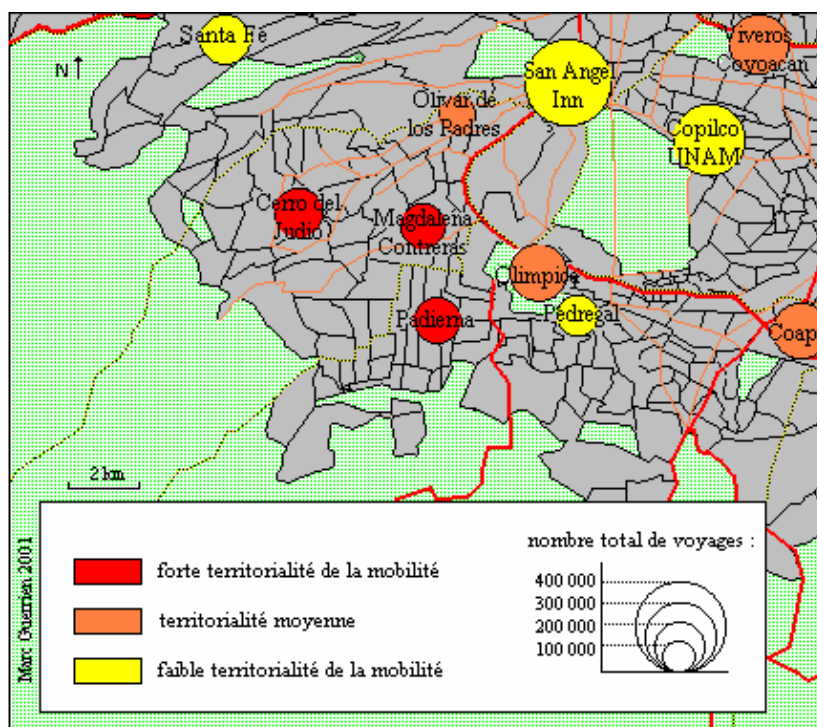 Santa Fé
N
San Angel
Inn
Viveros
Coyoacan
Olivar de
los Padres
Copilco
UNAM
Cerro del
Judio
Magdaleña
Contreras
Olimpica
Padierna
Pedregal
Coap
2 km
Marc Guerrien 2001
nombre total de voyages :
400 000
300 000
200 000
100 000
forte territorialité de la mobilité
territorialité moyenne
faible territorialité de la mobilité